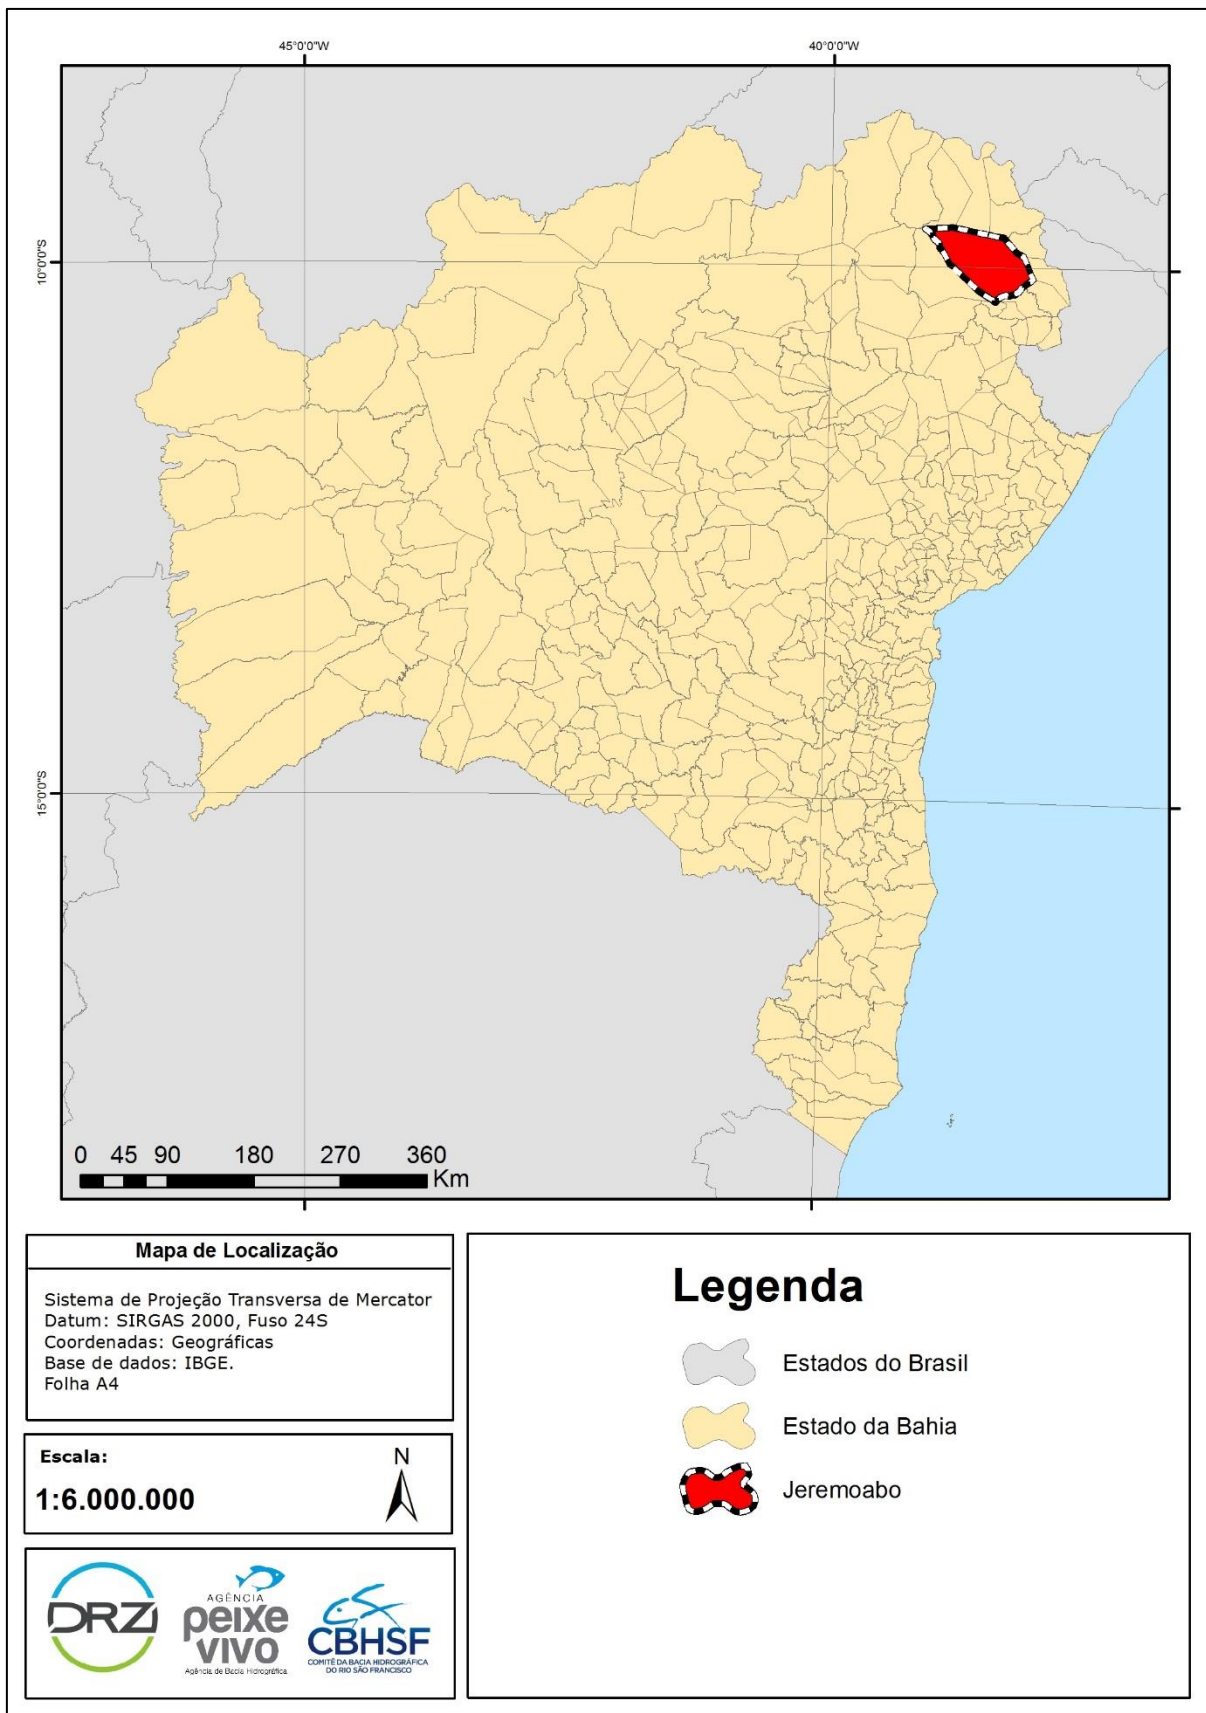 45°0'0"W
40°0'0"W
10°0'0"S
15°0'0"S
0 45 90 180 270 360
Km
Mapa de Localização
Sistema de Projeção Transversa de Mercator
Datum: SIRGAS 2000, Fuso 24S
Coordenadas: Geográficas
Base de dados: IBGE.
Folha A4
Escala:
1:6.000.000
N
DRZ
AGÊNCIA
peixe
vivo
Agência de Bacia Hidrográfica
CBHSF
COMITÊ DA BACIA HIDROGRÁFICA
DO RIO SÃO FRANCISCO
Legenda
Estados do Brasil
Estado da Bahia
Jeremoabo